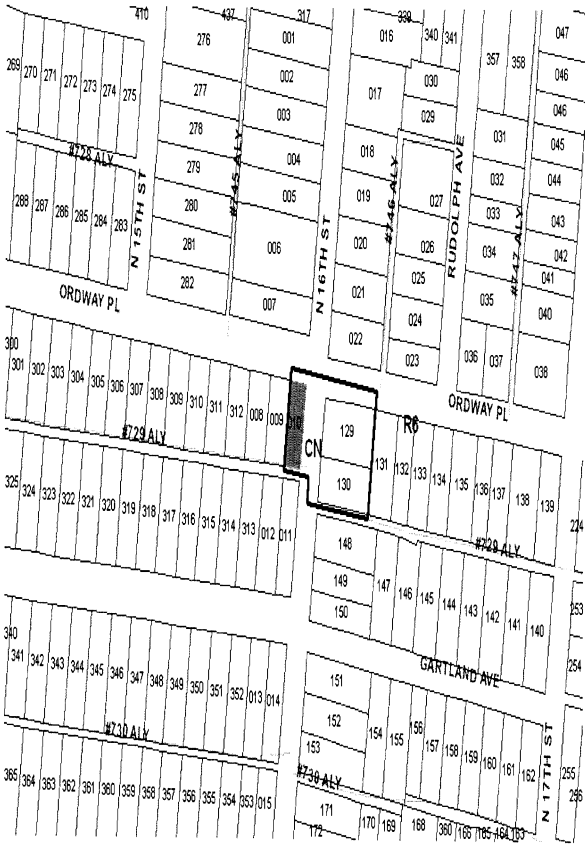 410 437 317 339 340 341 047
269 270 271 272 273 274 275
276 001 016 357 358 046
277 002 030 046
278 003 017 029 031 045
#728 ALY
279 004 018 032 044
#745 ALY #746 ALY #747 ALY
RUDOLPH AVE
288 287 286 285 284 283
280 005 019 027 033 043
281 006 020 026 034 042
N 15TH ST
N 16TH ST
282 007 021 025 035 041
024 040
022 023 036 037 038
ORDWAY PL
300
301 302 303 304 305 306 307 308 309 310 311 312 008 009 010
129 R6
ORDWAY PL
CN
130 131 132 133 134 135 136 137 138 139
#729 ALY
325 324 323 322 321 320 319 318 317 316 315 314 313 012 011
224
#729 ALY
148
149 147 146 145 144 143 142 141 140
150
253
254
GARTLAND AVE
340
341 342 343 344 345 346 347 348 349 350 351 352 013 014
151
152
153 154 155 156 157 158 159 160 161 162
N 17TH ST
#730 ALY
#730 ALY
255
256
365 364 363 362 361 360 359 358 357 356 355 354 353 015
171
172
170 169 168 360 166 165 164 163